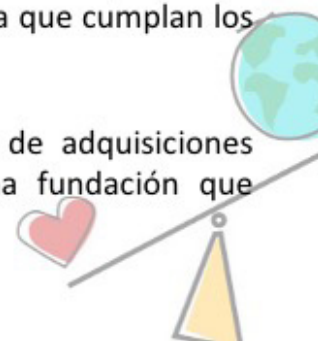 a que cumplan los
de adquisiciones
a fundación que